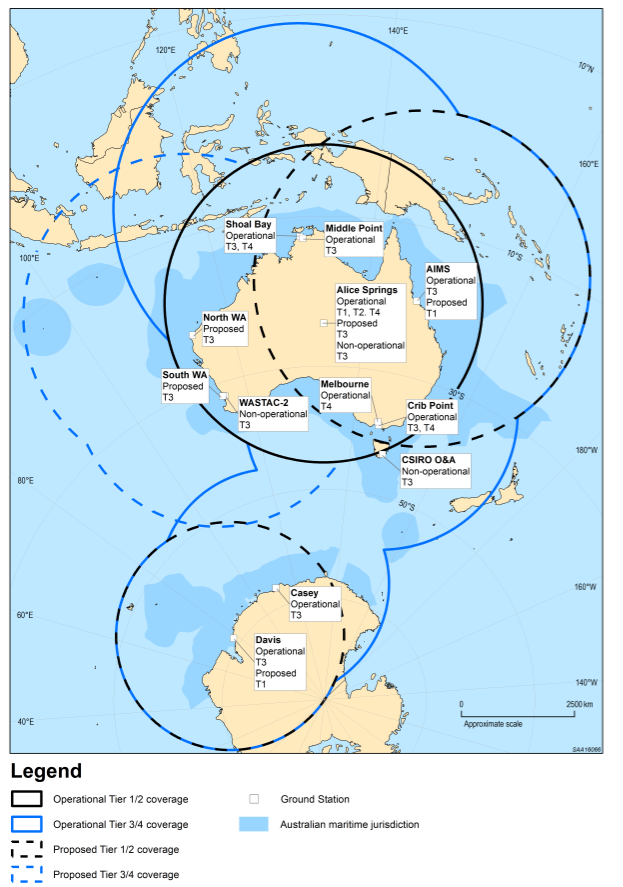 140°E
120°E
10°N
160°E
Shoal Bay
Operational
T3, T4
Middle Point
Operational
T3
100°E
10°S
AIMS
Operational
T3
Proposed
T1
Alice Springs
Operational
T1, T2. T4
Proposed
T3
Non-operational
T3
North WA
Proposed
T3
South WA
Proposed
T3
WASTAC-2
Non-operational
T3
Melbourne
Operational
T4
30°S
Crib Point
Operational
T3, T4
CSIRO O&A
Non-operational
T3
180°W
80°E
50°S
160°W
Casey
Operational
T3
60°E
Davis
Operational
T3
Proposed
T1
140°W
40°E
0
2500 km
Approximate scale
SAA16066
Legend
Operational Tier 1/2 coverage
Ground Station
Operational Tier 3/4 coverage
Australian maritime jurisdiction
Proposed Tier 1/2 coverage
Proposed Tier 3/4 coverage